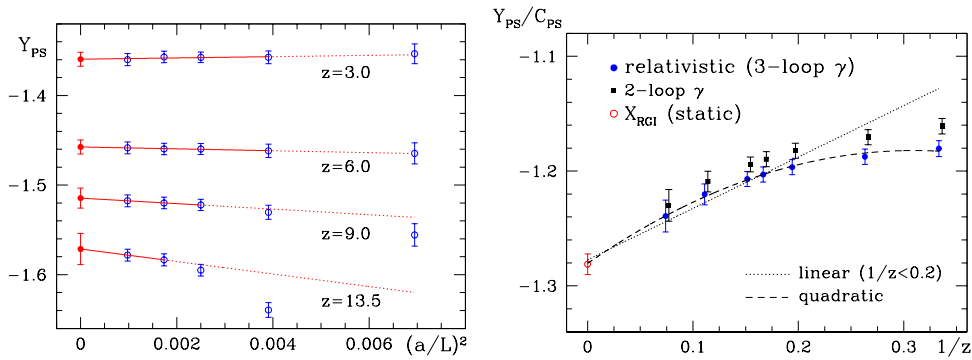 Y_PS
−1.4
−1.5
−1.6
z=3.0
z=6.0
z=9.0
z=13.5
0 0.002 0.004 0.006 (a/L)²
Y_PS/C_PS
−1.1
−1.2
−1.3
relativistic (3−loop γ)
2−loop γ
X_RGI (static)
linear (1/z<0.2)
quadratic
0 0.1 0.2 0.3 1/z